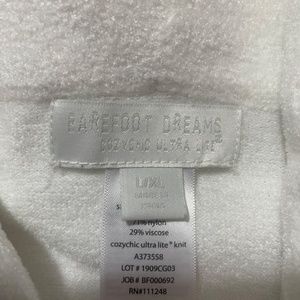 BAREFOOT DREAMS
COZYCHIC ULTRA LITE®
L/XL
71% nylon
29% viscose
cozychic ultra lite® knit
A373558
LOT # 1909CG03
JOB # BF000692
RN#111248